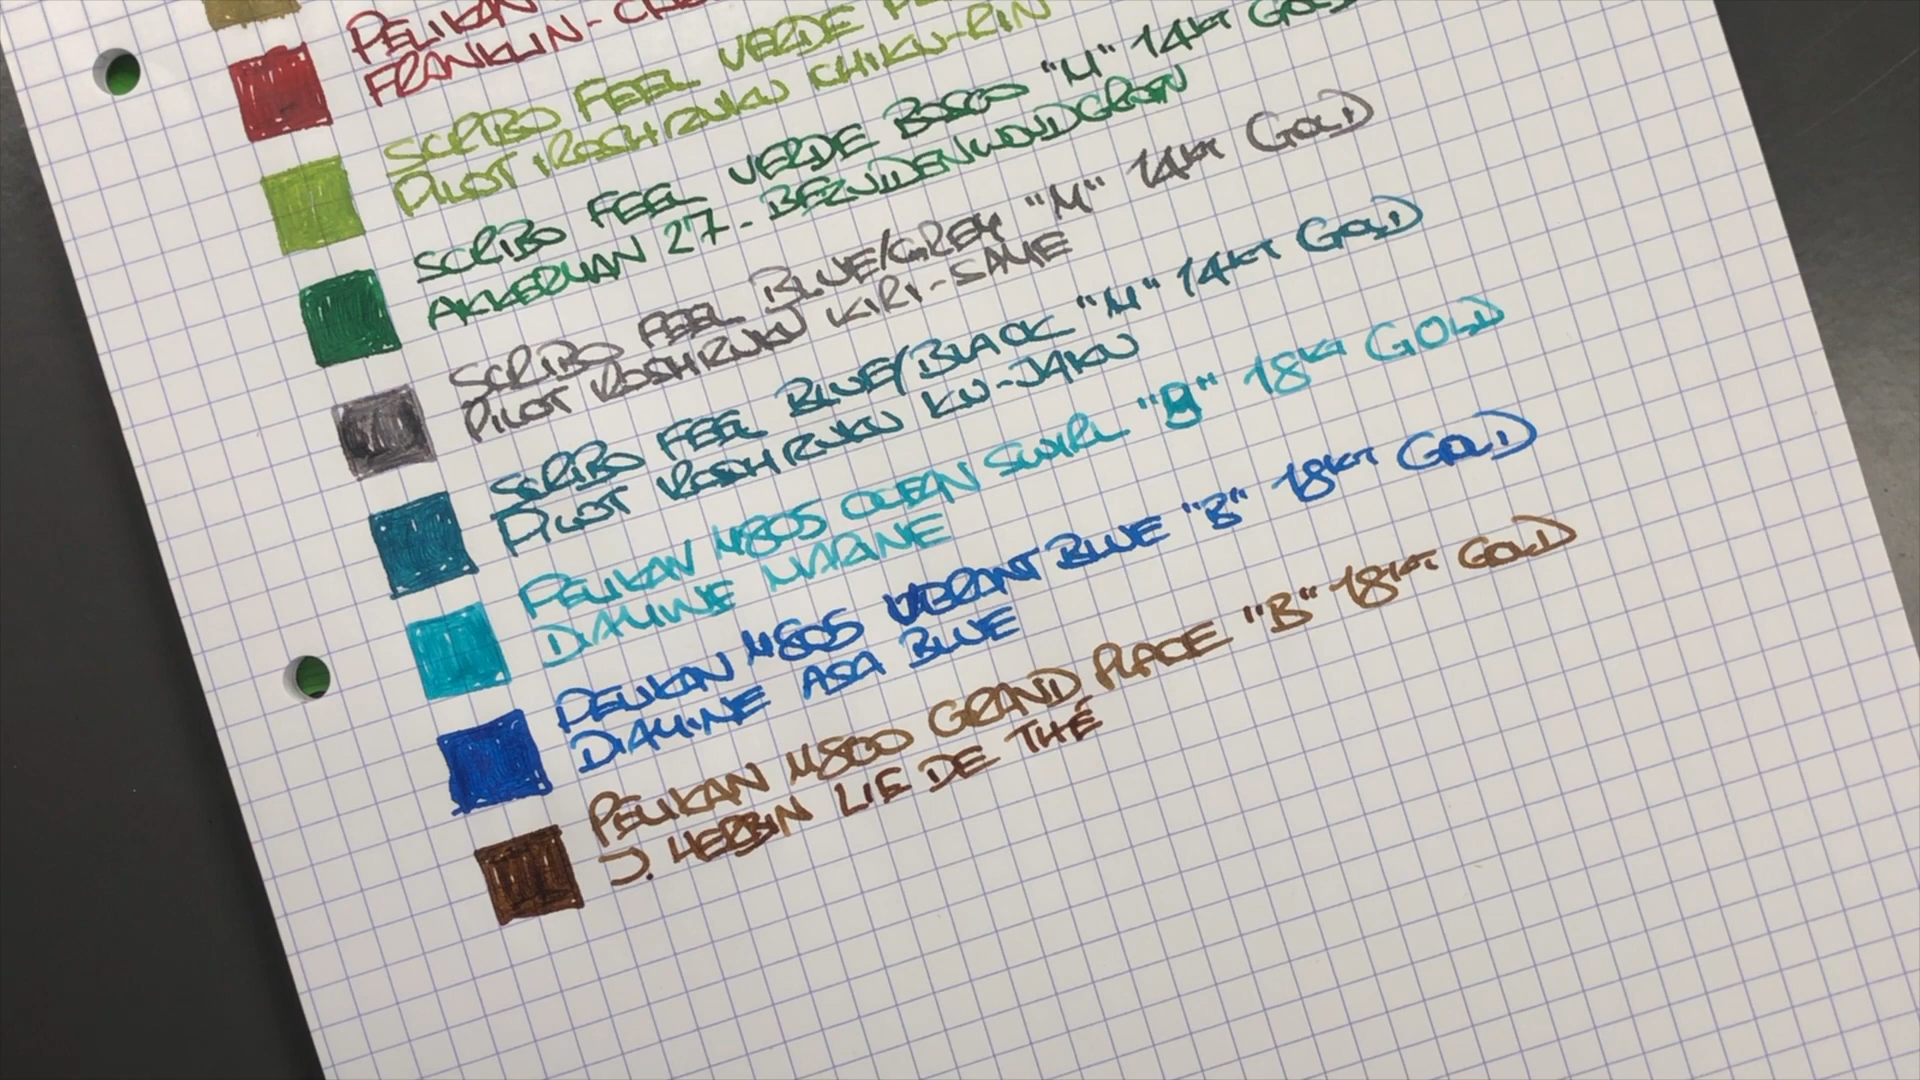 PELIKAN
FRANKLIN-CH
SCRIBO FEEL VERDE
PILOT IROSHIZUKU CHIKU-RIN
SCRIBO FEEL VERDE BOSCO "M" 14KT GOLD
AKKERMAN 27 - BEZUIDENWOUDGROEN
SCRIBO FEEL BLUE/GREY "M" 14KT GOLD
PILOT IROSHIZUKU KIRI-SAME
SCRIBO FEEL BLUE/BLACK "M" 14KT GOLD
PILOT IROSHIZUKU KU-JAKU
PELIKAN M805 OCEAN SWIRL "B" 18KT GOLD
DIAMINE MARINE
PELIKAN M805 VIBRANT BLUE "B" 18KT GOLD
DIAMINE ASA BLUE
PELIKAN M800 GRAND PLACE "B" 18KT GOLD
J. HERBIN LIE DE THÉ